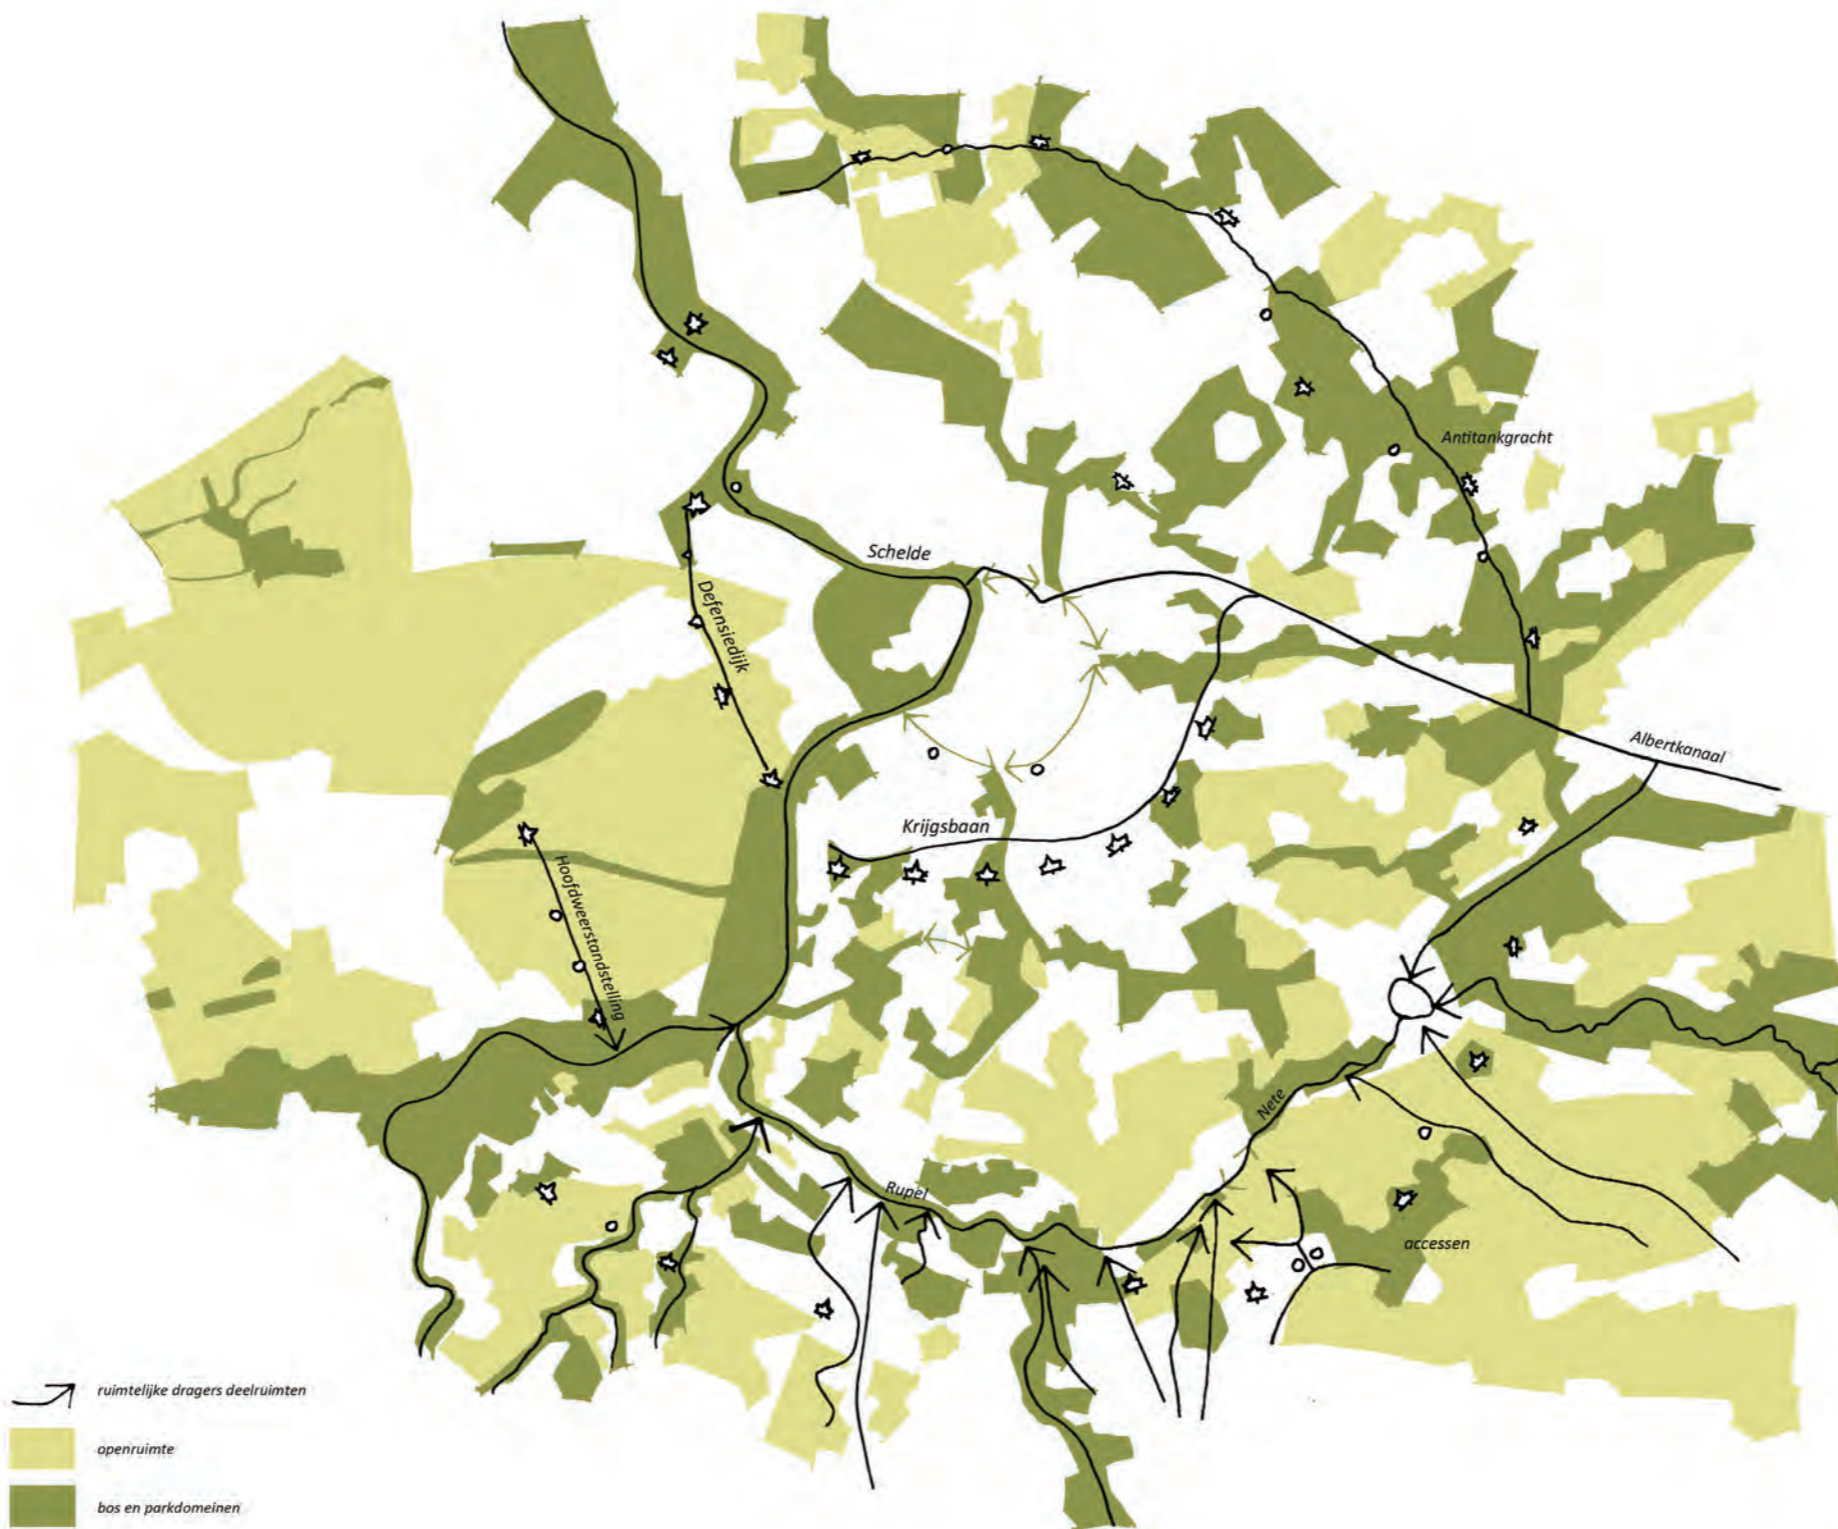 Antitankgracht
Schelde
Defensiedijk
Albertkanaal
Krijgsbaan
Hoofdweerstandstelling
Nete
Rupel
accessen
ruimtelijke dragers deelruimten
openruimte
bos en parkdomeinen